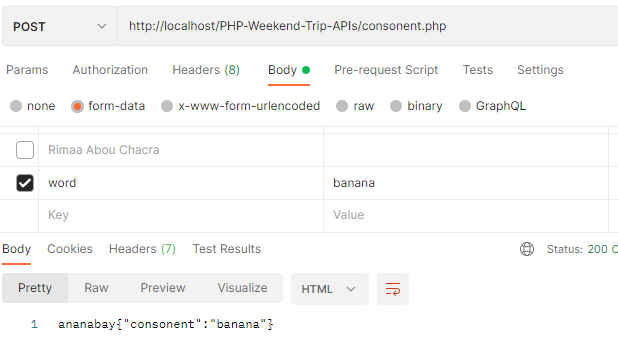 POST http://localhost/PHP-Weekend-Trip-APIs/consonent.php
Params Authorization Headers (8) Body Pre-request Script Tests Settings
none form-data x-www-form-urlencoded raw binary GraphQL
Rimaa Abou Chacra
word banana
Key Value
Body Cookies Headers (7) Test Results Status: 200
Pretty Raw Preview Visualize HTML
1 ananabay{"consonent":"banana"}